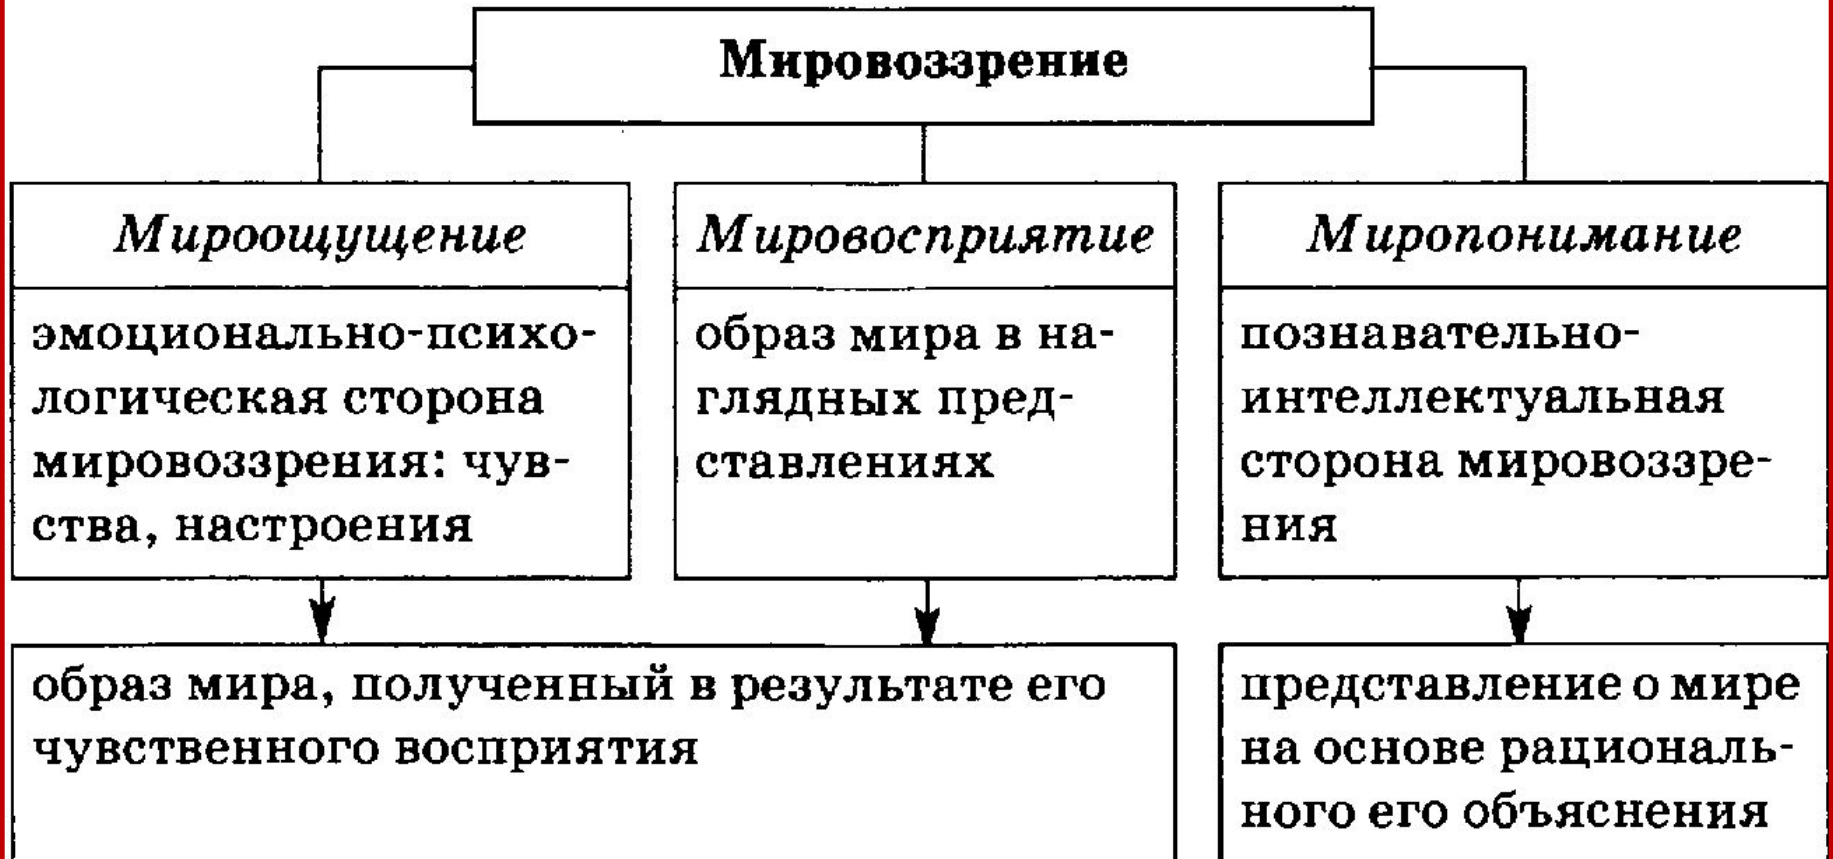 Мировоззрение
Мироощущение
эмоционально-психо-
логическая сторона
мировоззрения: чув-
ства, настроения
Мировосприятие
образ мира в на-
глядных пред-
ставлениях
Миропонимание
познавательно-
интеллектуальная
сторона мировоззре-
ния
образ мира, полученный в результате его
чувственного восприятия
представление о мире
на основе рациональ-
ного его объяснения